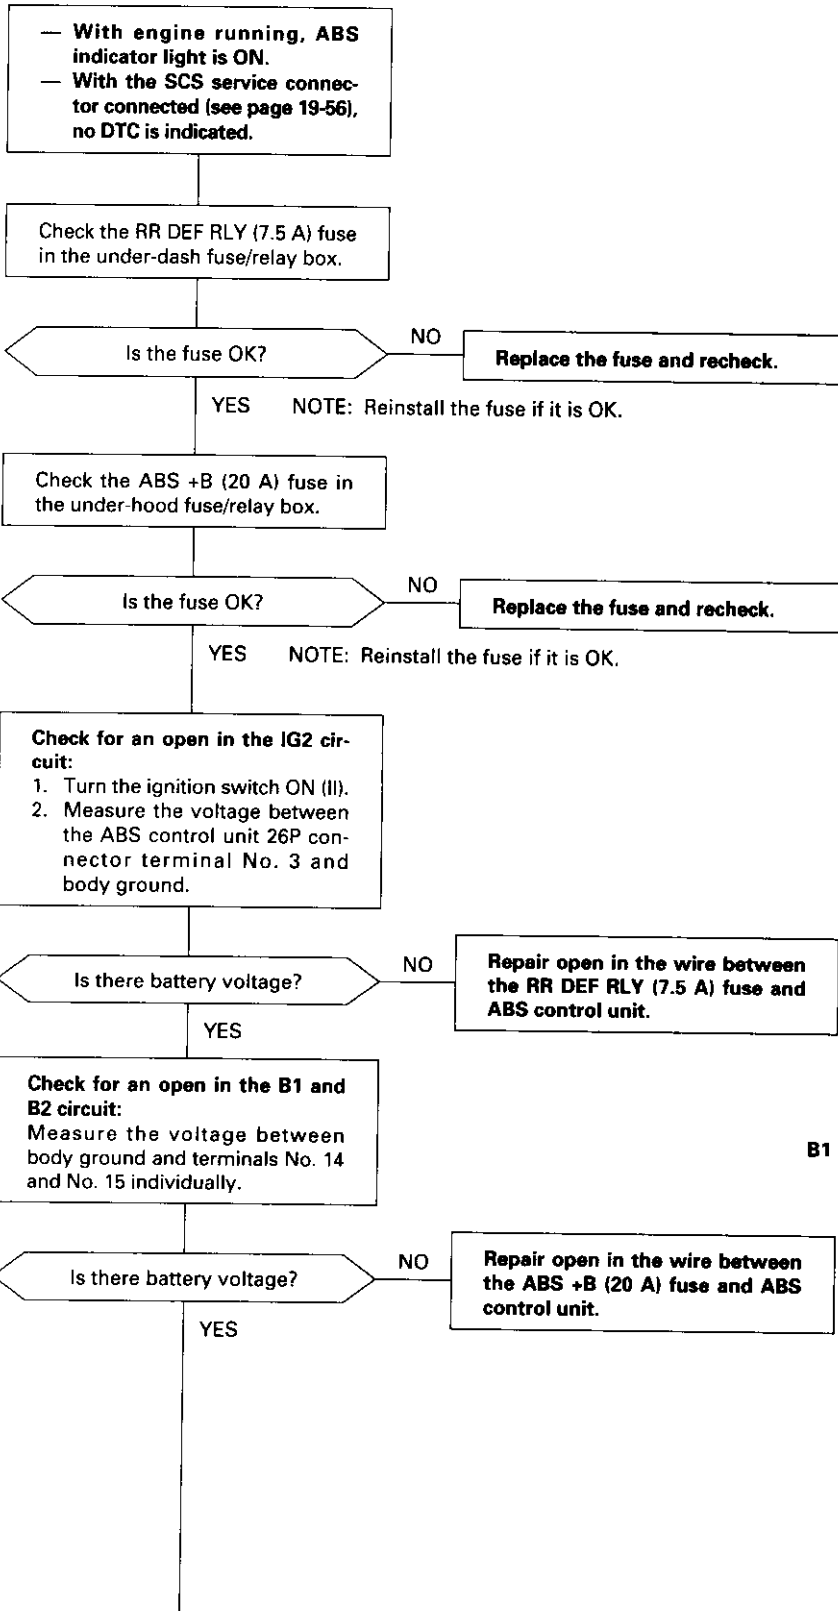 — With engine running, ABS
indicator light is ON.
— With the SCS service connec-
tor connected (see page 19-56),
no DTC is indicated.
Check the RR DEF RLY (7.5 A) fuse
in the under-dash fuse/relay box.
Is the fuse OK?
NO
Replace the fuse and recheck.
YES
NOTE: Reinstall the fuse if it is OK.
Check the ABS +B (20 A) fuse in
the under-hood fuse/relay box.
Is the fuse OK?
NO
Replace the fuse and recheck.
YES
NOTE: Reinstall the fuse if it is OK.
Check for an open in the IG2 cir-
cuit:
1. Turn the ignition switch ON (II).
2. Measure the voltage between
the ABS control unit 26P con-
nector terminal No. 3 and
body ground.
Is there battery voltage?
NO
Repair open in the wire between
the RR DEF RLY (7.5 A) fuse and
ABS control unit.
YES
Check for an open in the B1 and
B2 circuit:
Measure the voltage between
body ground and terminals No. 14
and No. 15 individually.
B1
Is there battery voltage?
NO
Repair open in the wire between
the ABS +B (20 A) fuse and ABS
control unit.
YES